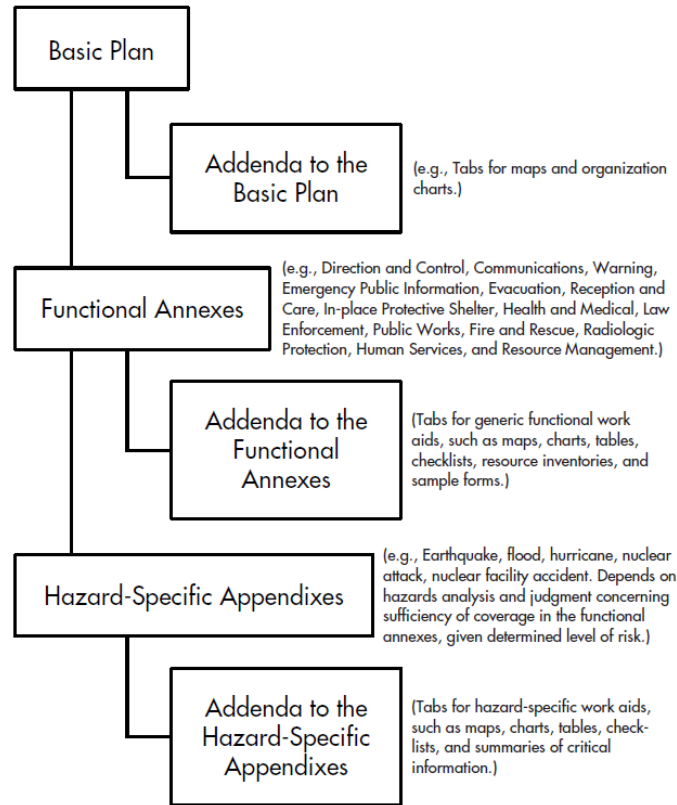 Basic Plan
Addenda to the
Basic Plan
(e.g., Tabs for maps and organization
charts.)
Functional Annexes
(e.g., Direction and Control, Communications, Warning,
Emergency Public Information, Evacuation, Reception and
Care, In-place Protective Shelter, Health and Medical, Law
Enforcement, Public Works, Fire and Rescue, Radiologic
Protection, Human Services, and Resource Management.)
Addenda to the
Functional
Annexes
(Tabs for generic functional work
aids, such as maps, charts, tables,
checklists, resource inventories, and
sample forms.)
Hazard-Specific Appendixes
(e.g., Earthquake, flood, hurricane, nuclear
attack, nuclear facility accident. Depends on
hazards analysis and judgment concerning
sufficiency of coverage in the functional
annexes, given determined level of risk.)
Addenda to the
Hazard-Specific
Appendixes
(Tabs for hazard-specific work aids,
such as maps, charts, tables, check-
lists, and summaries of critical
information.)